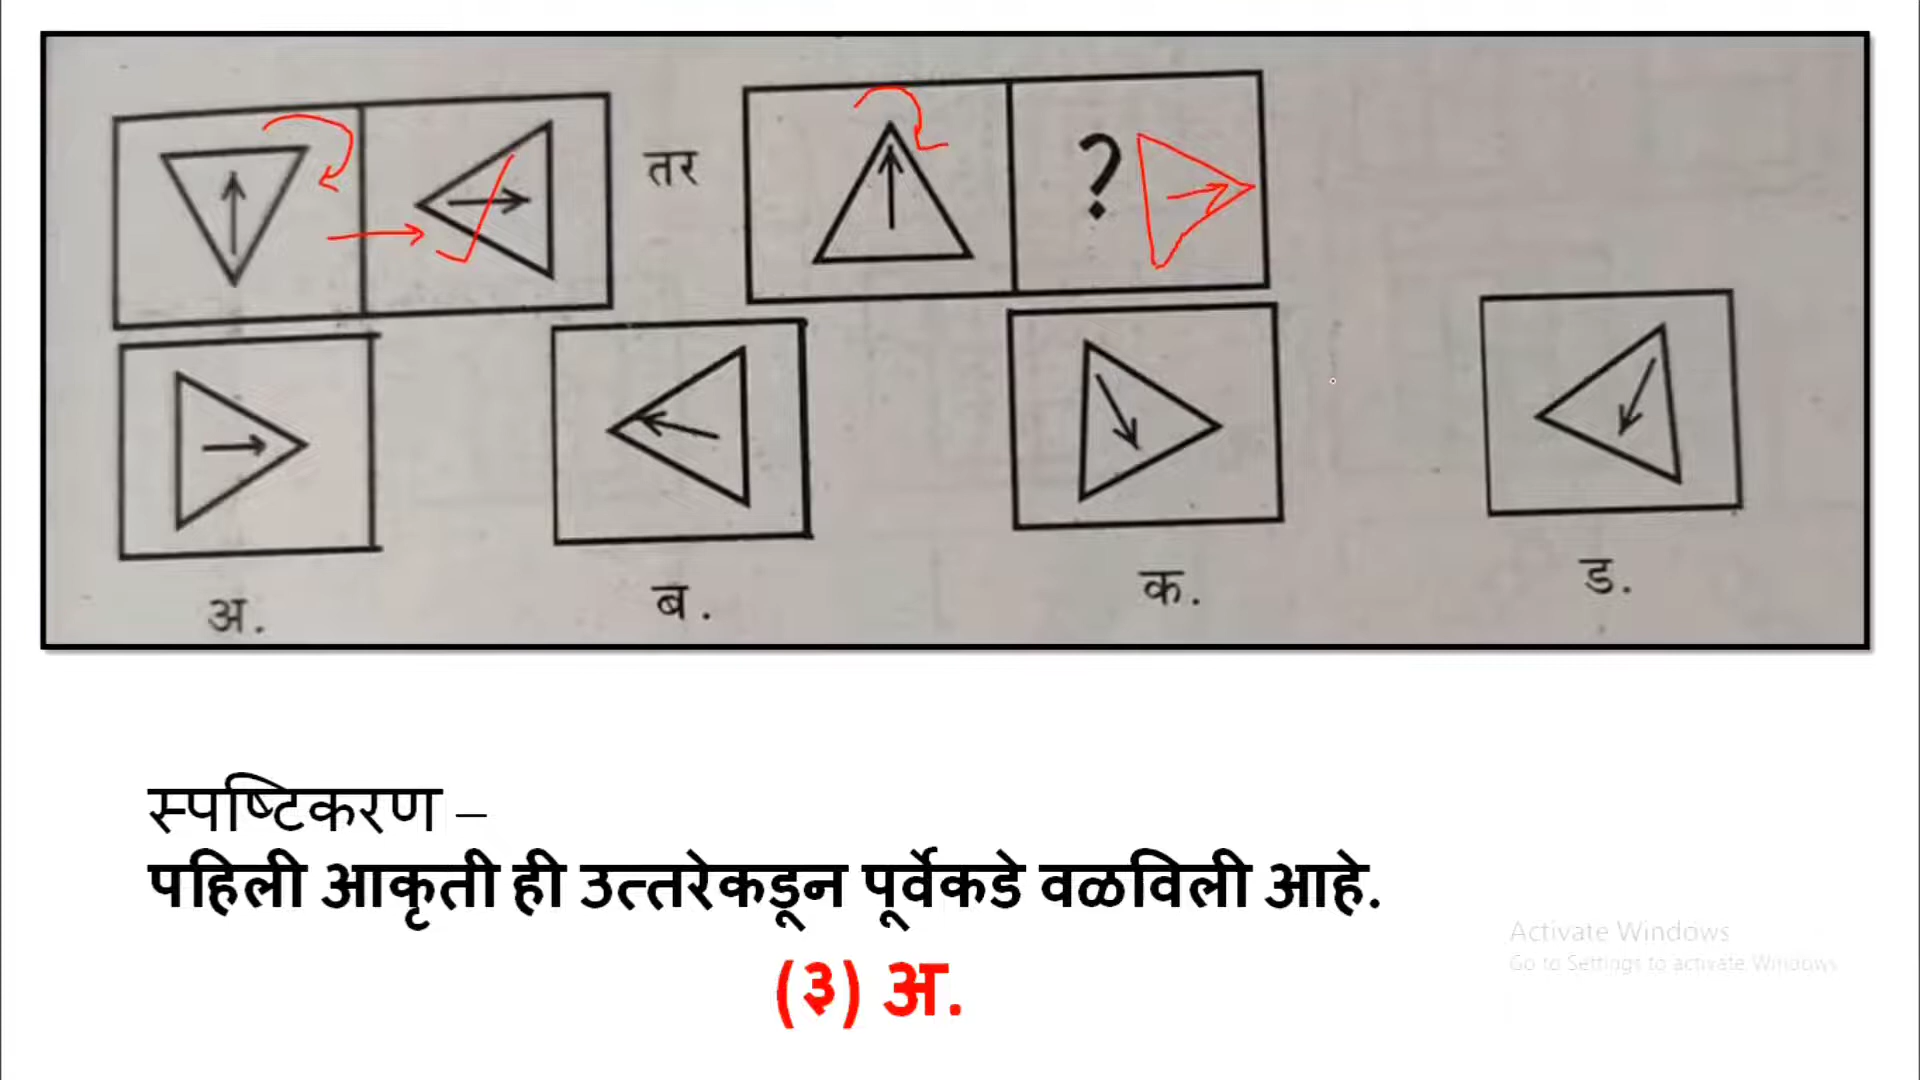 तर
?
अ.
ब.
क.
ड.
स्पष्टिकरण –
पहिली आकृती ही उत्तरेकडून पूर्वेकडे वळविली आहे.
Activate Windows
Go to Settings to activate Windows.
(३) अ.